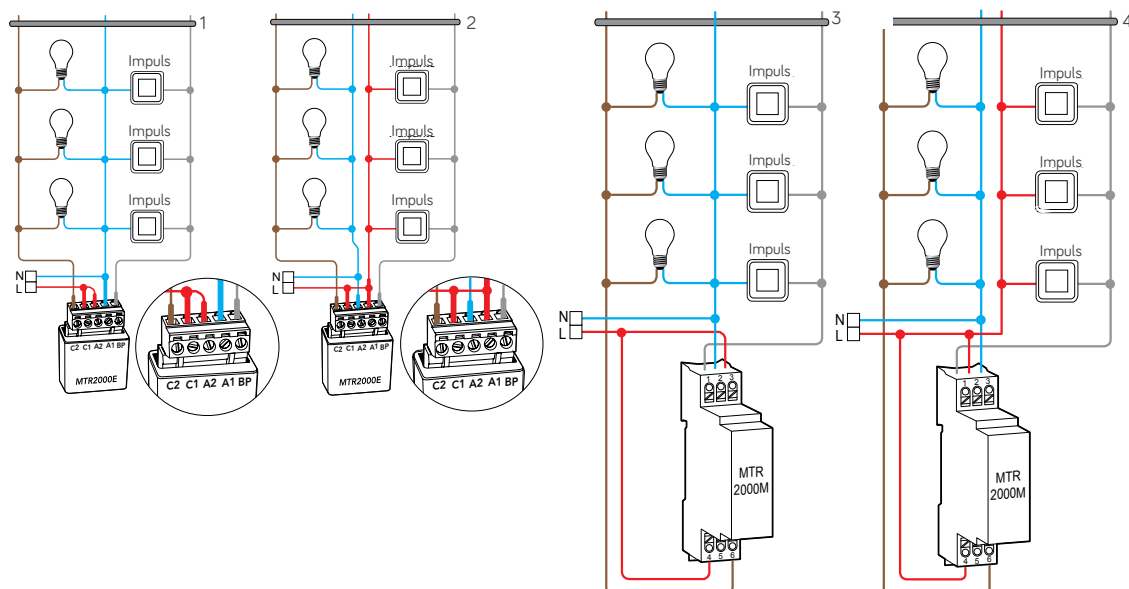 1
Impuls
Impuls
Impuls
N
L
C2 C1 A2 A1 BP
MTR2000E
C2 C1 A2 A1 BP
2
Impuls
Impuls
Impuls
N
L
C2 C1 A2 A1 BP
MTR2000E
C2 C1 A2 A1 BP
3
Impuls
Impuls
Impuls
N
L
1 2 3
MTR
2000M
4 5 6
4
Impuls
Impuls
Impuls
N
L
1 2 3
MTR
2000M
4 5 6